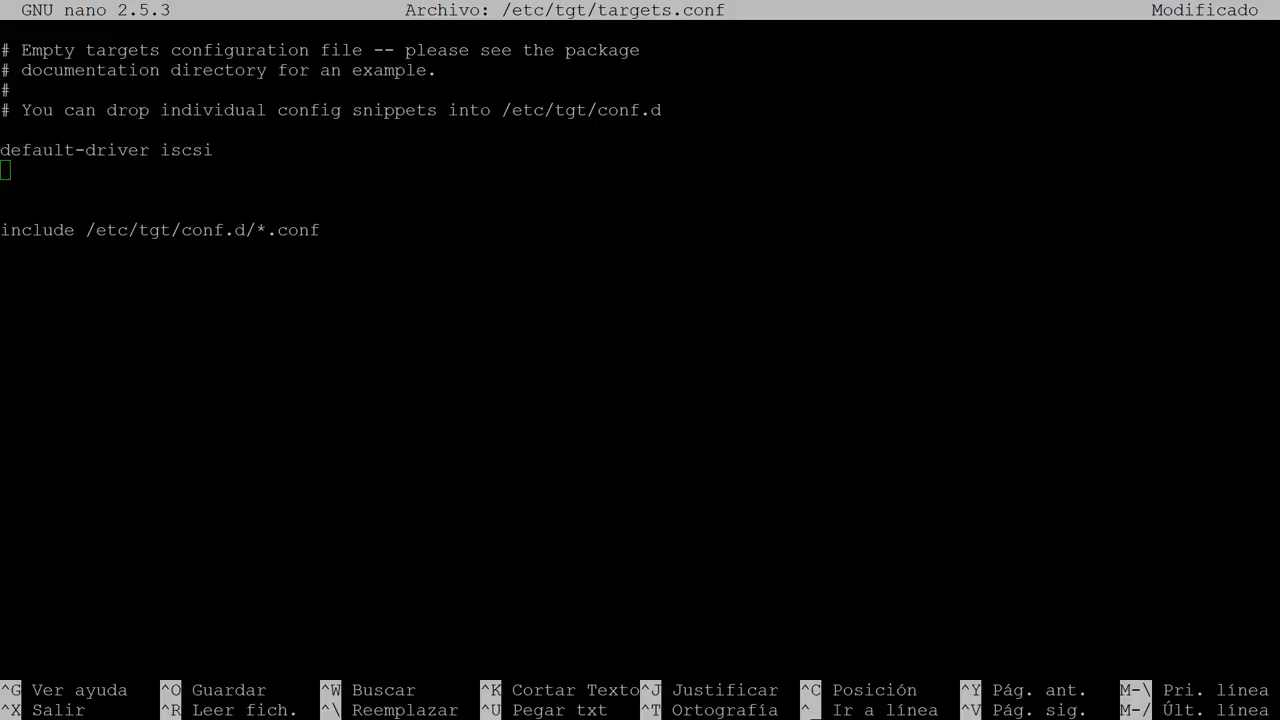 GNU nano 2.5.3 Archivo: /etc/tgt/targets.conf Modificado
# Empty targets configuration file -- please see the package
# documentation directory for an example.
#
# You can drop individual config snippets into /etc/tgt/conf.d
default-driver iscsi
include /etc/tgt/conf.d/*.conf
^G Ver ayuda ^O Guardar ^W Buscar ^K Cortar Texto^J Justificar ^C Posición ^Y Pág. ant. M-\ Pri. línea
^X Salir ^R Leer fich. ^\ Reemplazar ^U Pegar txt ^T Ortografía ^_ Ir a línea ^V Pág. sig. M-/ Últ. línea